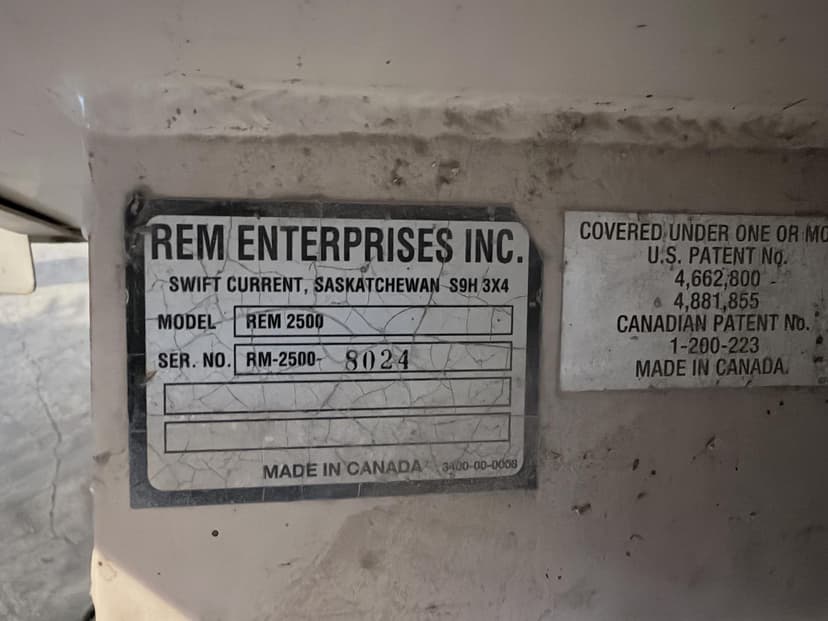 REM ENTERPRISES INC.
SWIFT CURRENT, SASKATCHEWAN S9H 3X4
MODEL REM 2500
SER. NO. RM-2500- 8024
MADE IN CANADA 3400-00-0058
COVERED UNDER ONE OR MO
U.S. PATENT No.
4,662,800
4,881,855
CANADIAN PATENT No.
1-200-223
MADE IN CANADA.